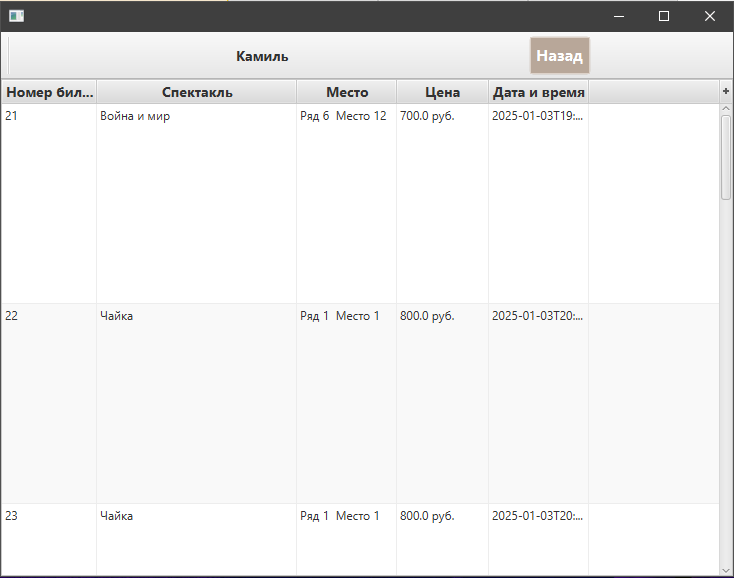 Камиль Назад
Номер бил... Спектакль Место Цена Дата и время +
21 Война и мир Ряд 6 Место 12 700.0 руб. 2025-01-03T19:...
22 Чайка Ряд 1 Место 1 800.0 руб. 2025-01-03T20:...
23 Чайка Ряд 1 Место 1 800.0 руб. 2025-01-03T20:...